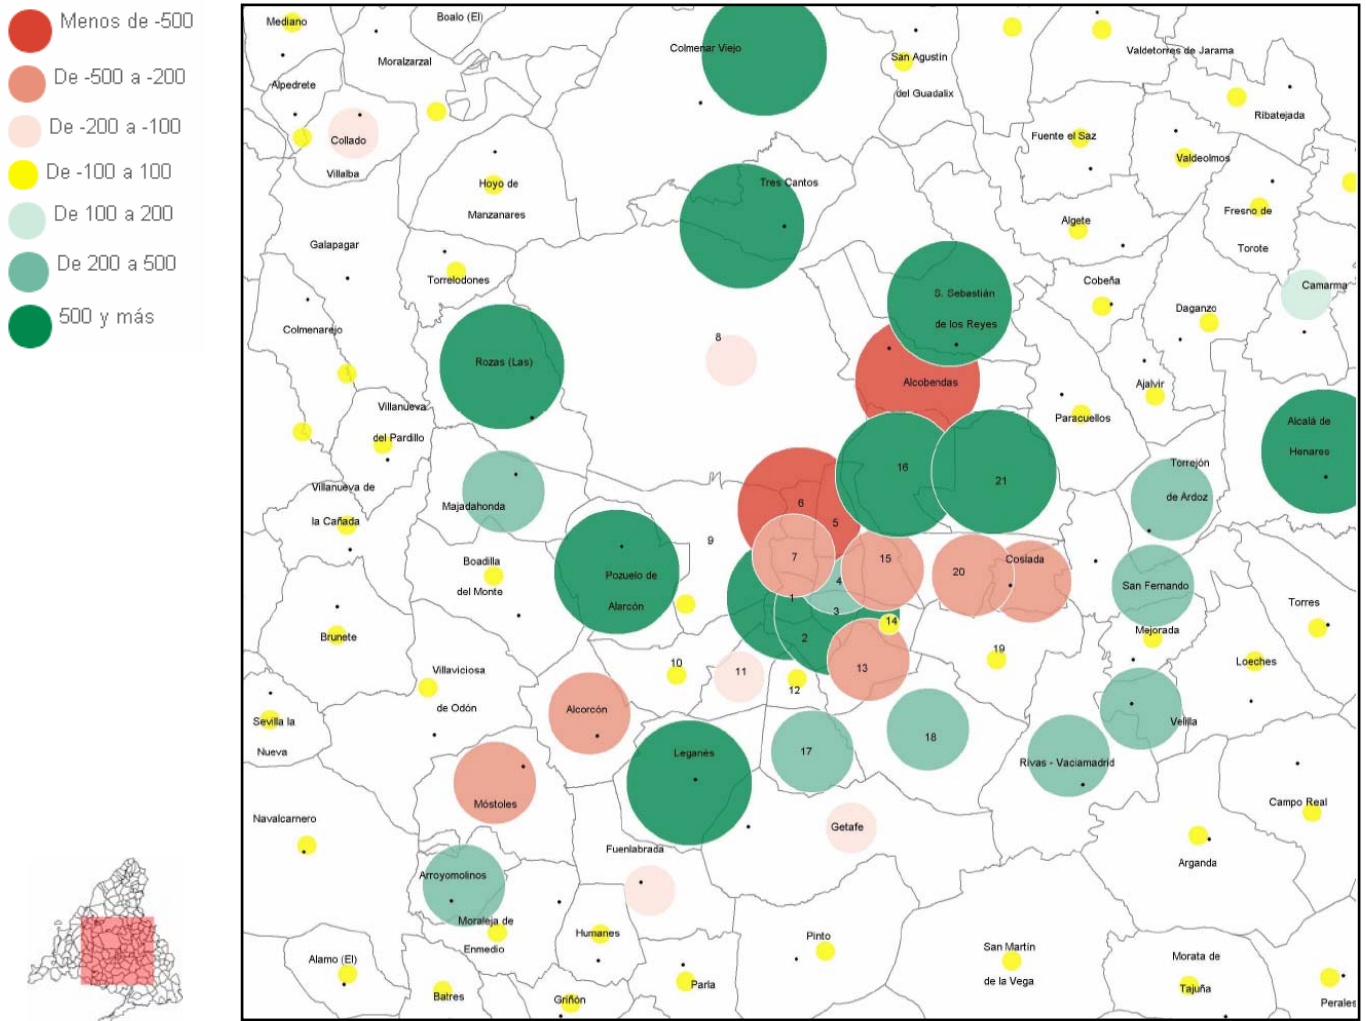 Menos de -500
De -500 a -200
De -200 a -100
De -100 a 100
De 100 a 200
De 200 a 500
500 y más
Mediano
Boalo (El)
Moralzarzal
Alpedrete
Collado
Villalba
Colmenar Viejo
San Agustin
del Guadalix
Valdetorres de Jarama
Ribatejada
Fuente el Saz
Valdeolmos
Hoyo de
Manzanares
Tres Cantos
Algete
Fresno de
Torote
Galapagar
Torrelodones
Cobeña
Camarma
Daganzo
S. Sebastián
de los Reyes
Colmenarejo
8
Rozas (Las)
Alcobendas
Ajalvir
Paracuellos
Villanueva
del Pardillo
Alcalá de
Henares
16
21
Torrejón
de Ardoz
Villanueva de
la Cañada
Majadahonda
6
5
9
7
15
20
Coslada
Boadilla
del Monte
Pozuelo de
Alarcón
4
1
3
14
2
San Fernando
Torres
Brunete
Mejorada
19
Loeches
10
11
12
13
Villaviciosa
de Odón
Sevilla la
Nueva
Alcorcón
Velilla
18
17
Leganés
Rivas - Vaciamadrid
Móstoles
Campo Real
Navalcarnero
Getafe
Fuenlabrada
Arganda
Arroyomolinos
Moraleja de
Enmedio
Humanes
Pinto
San Martín
de la Vega
Morata de
Tajuña
Alamo (El)
Batres
Griñón
Parla
Perales